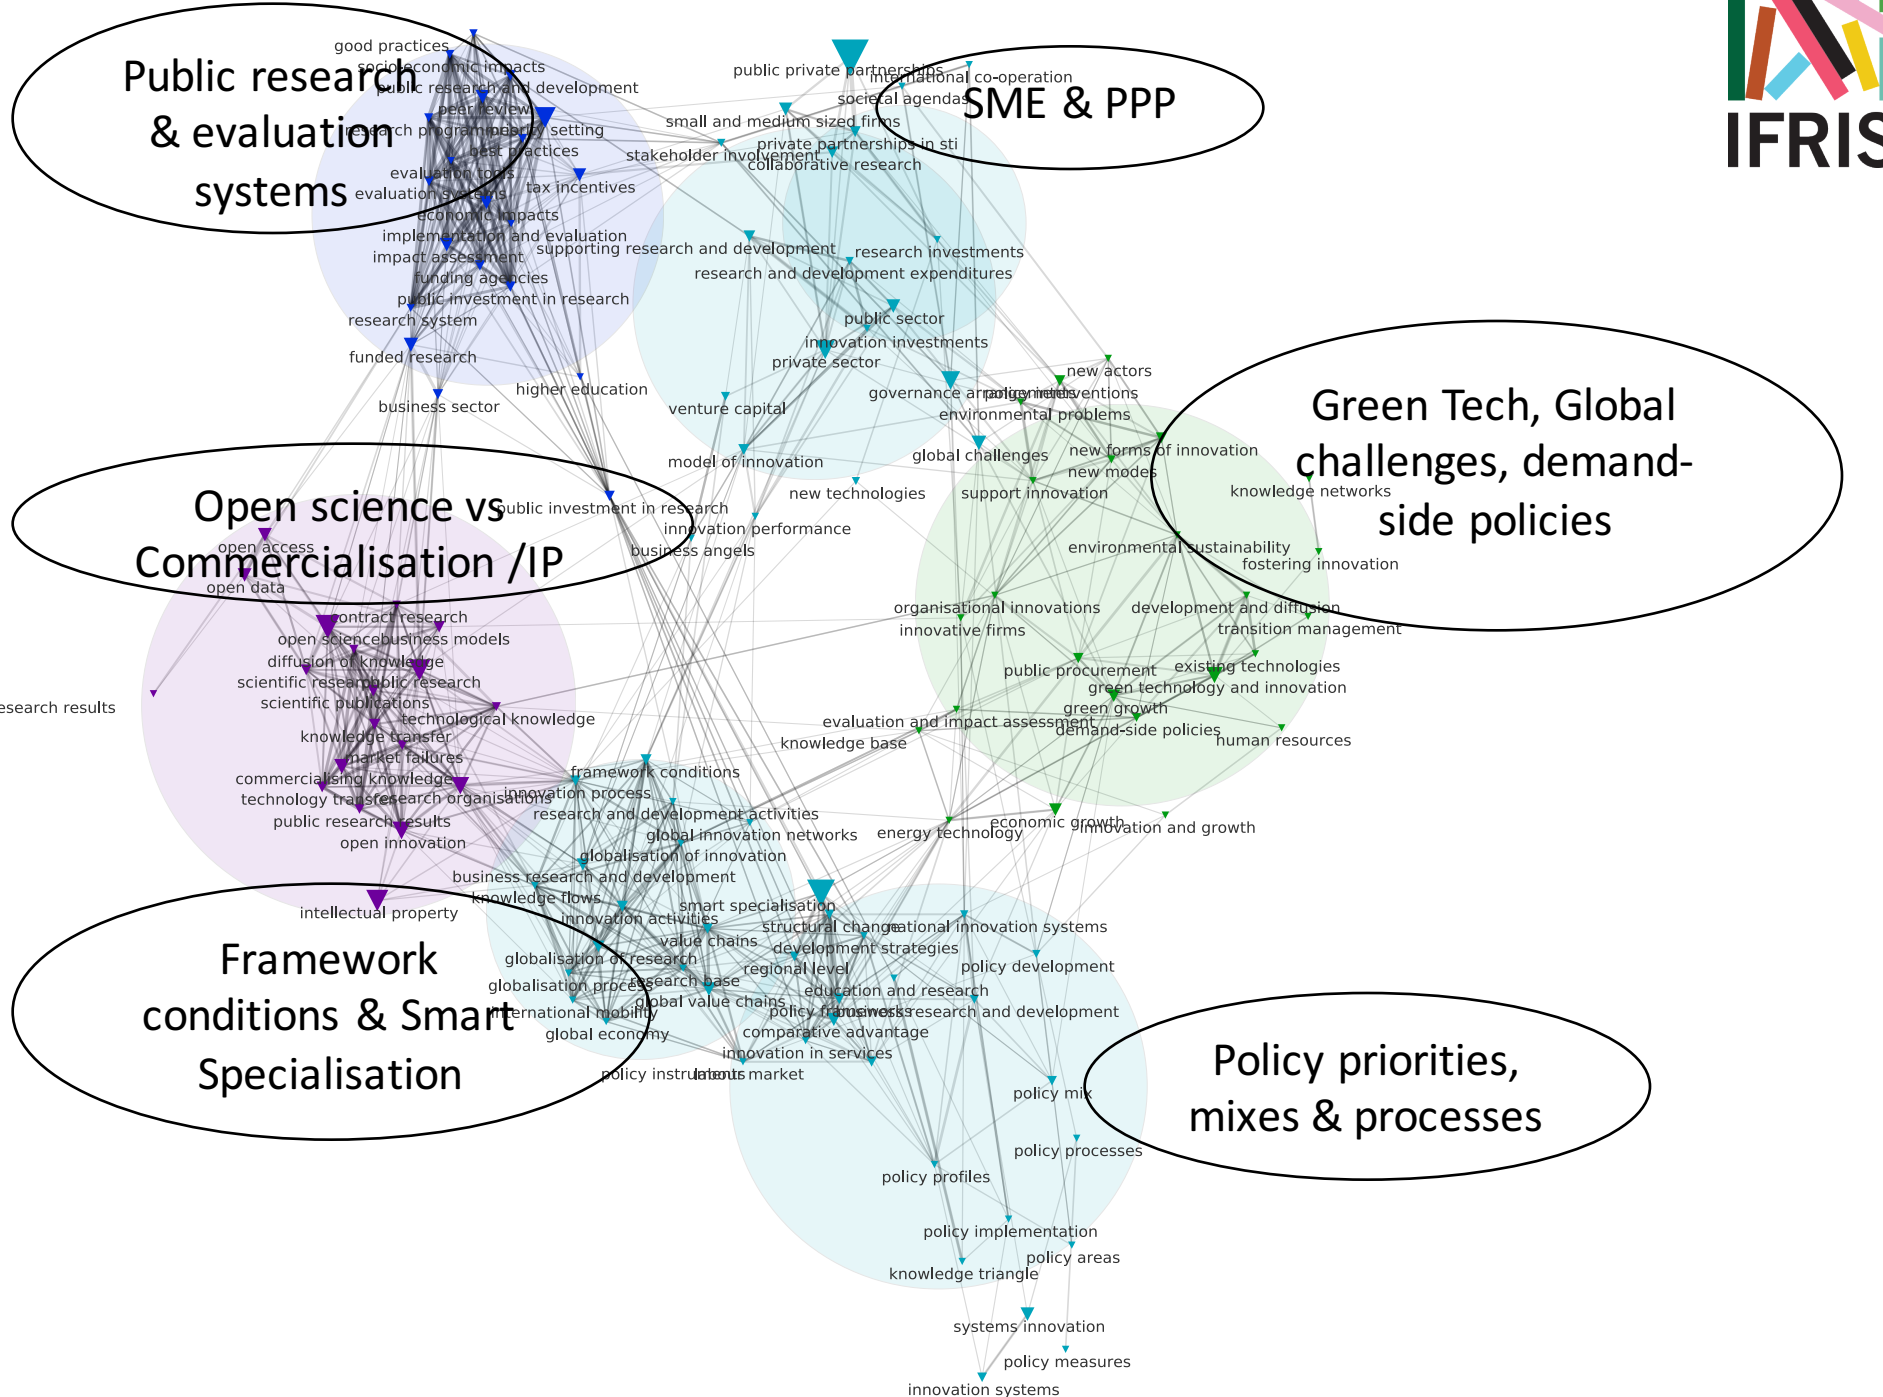 good practices
socio-economic impacts
public research and development
peer review
research programmes
priority setting
best practices
evaluation tools
evaluation systems
tax incentives
economic impacts
implementation and evaluation
impact assessment
funding agencies
public investment in research
research system
funded research
higher education
business sector
Public research
& evaluation
systems
public private partnerships
international co-operation
societal agendas
SME & PPP
small and medium sized firms
private partnerships in sti
stakeholder involvement
collaborative research
IFRIS
supporting research and development
research investments
research and development expenditures
public sector
innovation investments
private sector
governance arrangements
venture capital
model of innovation
global challenges
new technologies
innovation performance
business angels
public investment in research
new actors
policy interventions
environmental problems
new forms of innovation
new modes
support innovation
knowledge networks
environmental sustainability
fostering innovation
Green Tech, Global
challenges, demand-
side policies
organisational innovations
development and diffusion
innovative firms
transition management
public procurement
existing technologies
green technology and innovation
green growth
evaluation and impact assessment
demand-side policies
knowledge base
human resources
energy technology
economic growth
innovation and growth
Open science vs
Commercialisation /IP
open access
open data
contract research
open science
business models
diffusion of knowledge
scientific research
public research
scientific publications
esearch results
technological knowledge
knowledge transfer
market failures
commercialising knowledge
technology transfer
research organisations
public research results
open innovation
intellectual property
framework conditions
innovation process
research and development activities
global innovation networks
globalisation of innovation
business research and development
knowledge flows
innovation activities
value chains
globalisation of research
research base
globalisation process
global value chains
international mobility
global economy
Framework
conditions & Smart
Specialisation
smart specialisation
structural change
national innovation systems
development strategies
regional level
policy development
education and research
policy frameworks
business research and development
comparative advantage
innovation in services
policy instruments
labour market
policy mix
policy processes
policy profiles
Policy priorities,
mixes & processes
policy implementation
policy areas
knowledge triangle
systems innovation
policy measures
innovation systems